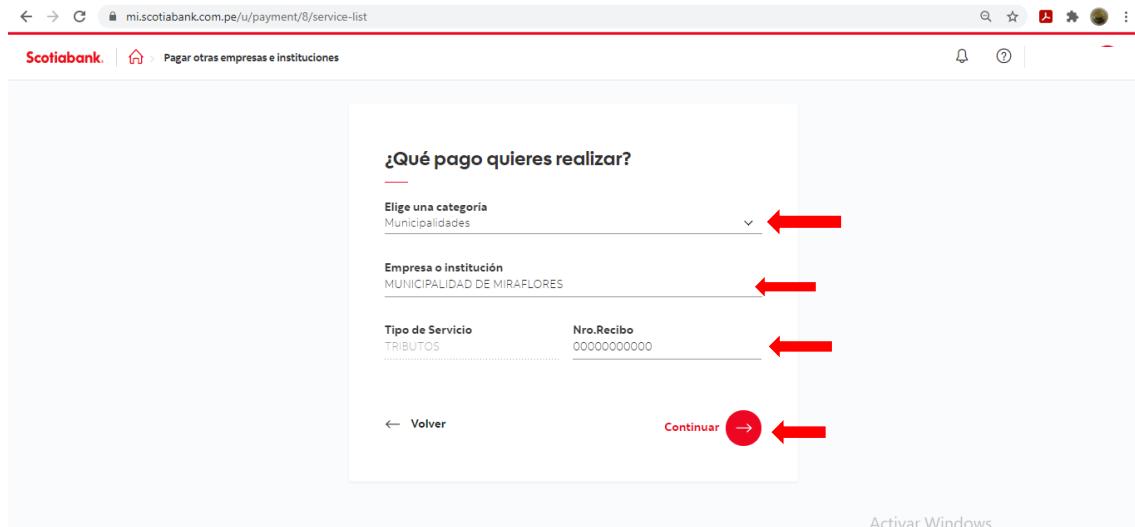 mi.scotiabank.com.pe/u/payment/8/service-list
Scotiabank. Pagar otras empresas e instituciones
¿Qué pago quieres realizar?
Elige una categoría
Municipalidades
Empresa o institución
MUNICIPALIDAD DE MIRAFLORES
Tipo de Servicio Nro.Recibo
TRIBUTOS 00000000000
Volver Continuar
Activar Windows